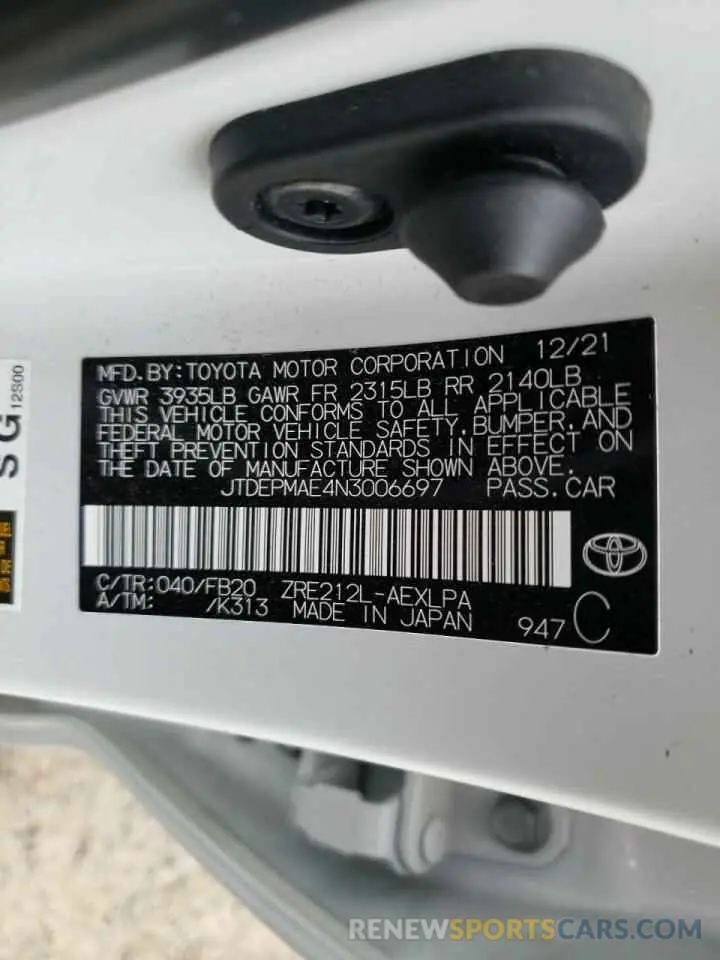 MFD. BY: TOYOTA MOTOR CORPORATION 12/21
GVWR 3935LB GAWR FR 2315LB RR 2140LB
THIS VEHICLE CONFORMS TO ALL APPLICABLE
FEDERAL MOTOR VEHICLE SAFETY, BUMPER, AND
THEFT PREVENTION STANDARDS IN EFFECT ON
THE DATE OF MANUFACTURE SHOWN ABOVE.
JTDEPMAE4N3006697 PASS. CAR
C/TR: 040/FB20 ZRE212L-AEXLPA
A/TM: /K313 MADE IN JAPAN 947 C
SG 12S00
DE
RENEWSPORTSCARS.COM